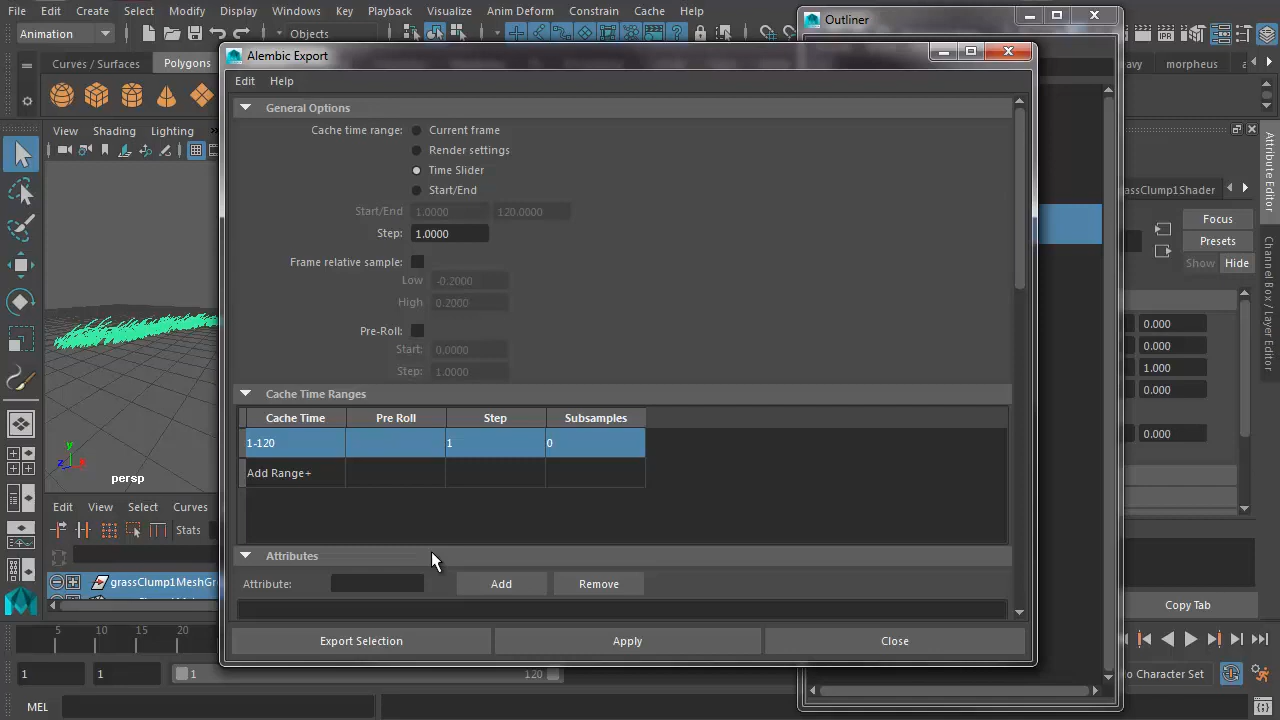 File Edit Create Select Modify Display Windows Key Playback Visualize Anim Deform Constrain Cache Help
Outliner
Animation
Objects
Alembic Export
Curves / Surfaces Polygons
morpheus
Edit Help
View Shading Lighting
General Options
Cache time range: Current frame
Render settings
Time Slider
Start/End
Start/End 1.0000 120.0000
Step: 1.0000
Frame relative sample:
Low -0.2000
High 0.2000
Pre-Roll:
Start: 0.0000
Step: 1.0000
Cache Time Ranges
Cache Time Pre Roll Step Subsamples
1-120 1 0
Add Range+
Attributes
Attribute: Add Remove
Export Selection Apply Close
persp
y
View Select Curves
Stats
grassClump1MeshGr
5 10 15 20
1 1 1 120
MEL
Attribute Editor
Channel Box / Layer Editor
assClump1Shader
Focus
Presets
Show Hide
0.000
0.000
1.000
0.000
0.000
Copy Tab
o Character Set